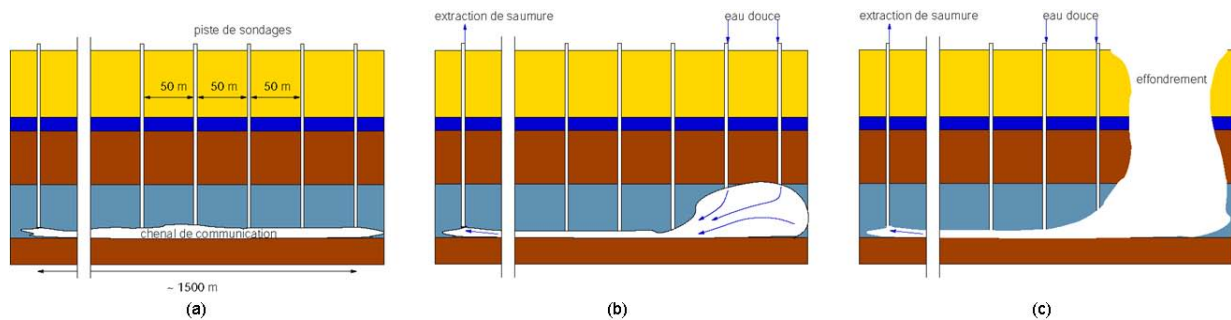 piste de sondages
50 m 50 m 50 m
chenal de communication
~ 1500 m
(a)
extraction de saumure eau douce
(b)
extraction de saumure eau douce
effondrement
(c)